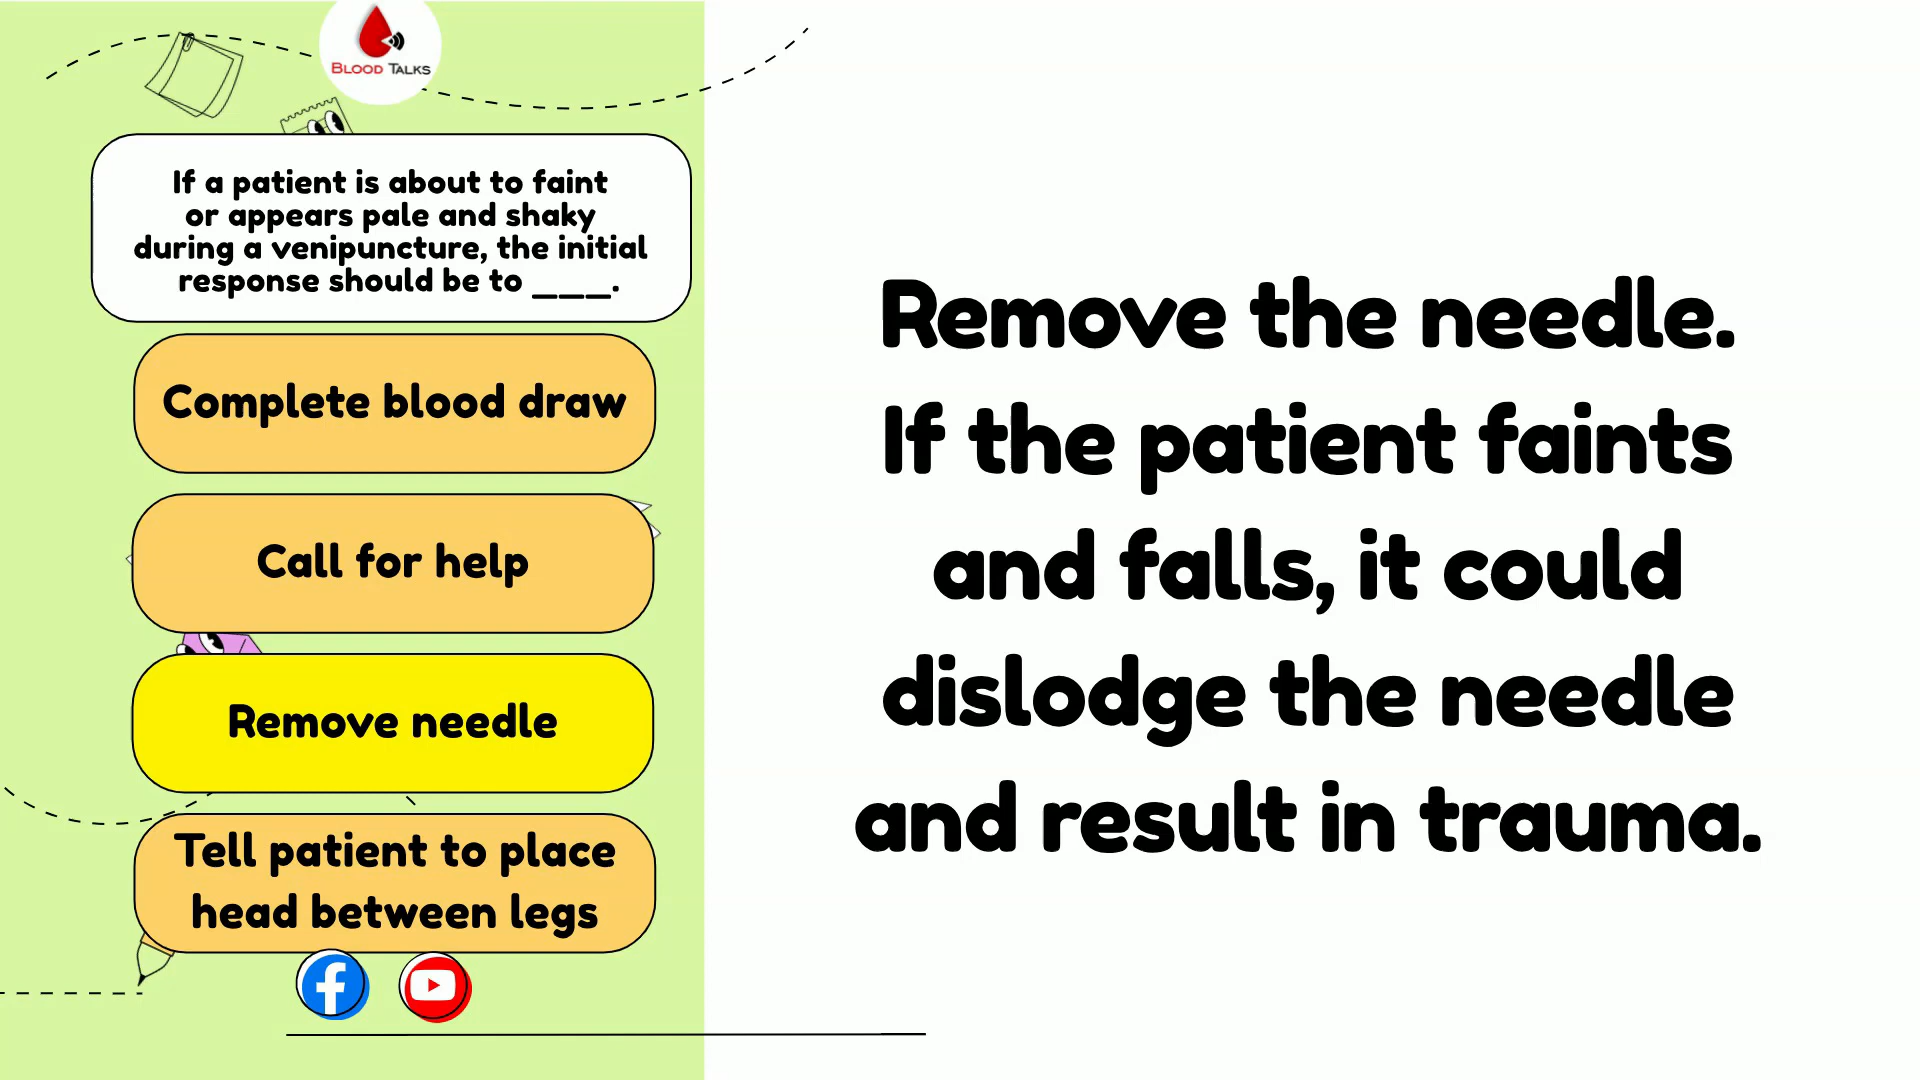 BLOOD TALKS
If a patient is about to faint
or appears pale and shaky
during a venipuncture, the initial
response should be to ___.
Complete blood draw
Call for help
Remove needle
Tell patient to place
head between legs
Remove the needle.
If the patient faints
and falls, it could
dislodge the needle
and result in trauma.